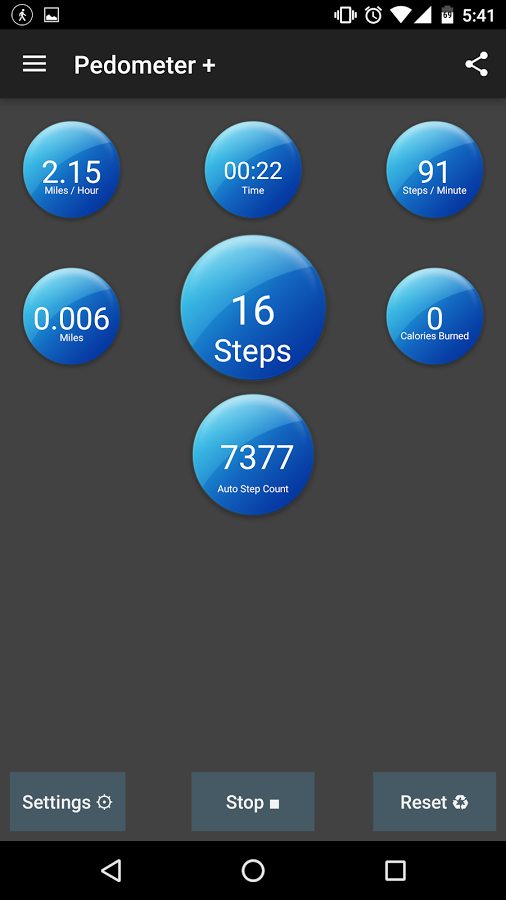 69
5:41
Pedometer +
2.15
Miles / Hour
00:22
Time
91
Steps / Minute
0.006
Miles
16
Steps
0
Calories Burned
7377
Auto Step Count
Settings
Stop
Reset